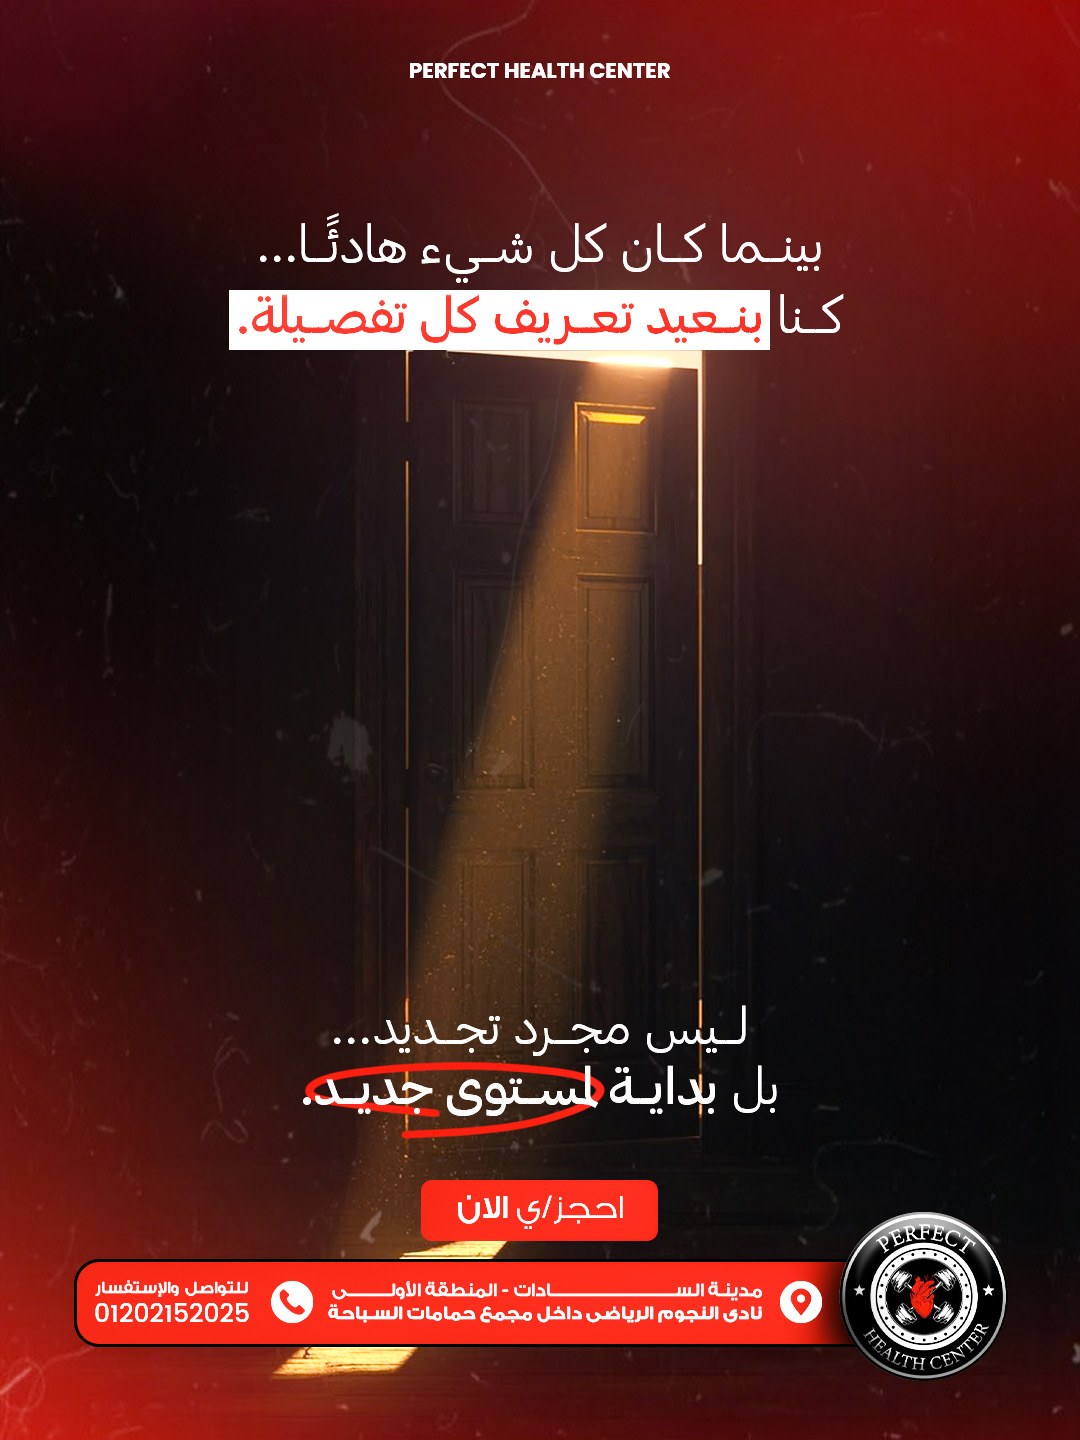 PERFECT HEALTH CENTER
بينما كان كل شيء هادئًا...
كنا بنعيد تعريف كل تفصيلة.
ليس مجرد تجديد...
بل بداية لمستوى جديد.
احجز/ي الان
مدينة السادات - المنطقة الأولى
نادى النجوم الرياضى داخل مجمع حمامات السباحة
للتواصل والإستفسار
01202152025
PERFECT
HEALTH CENTER